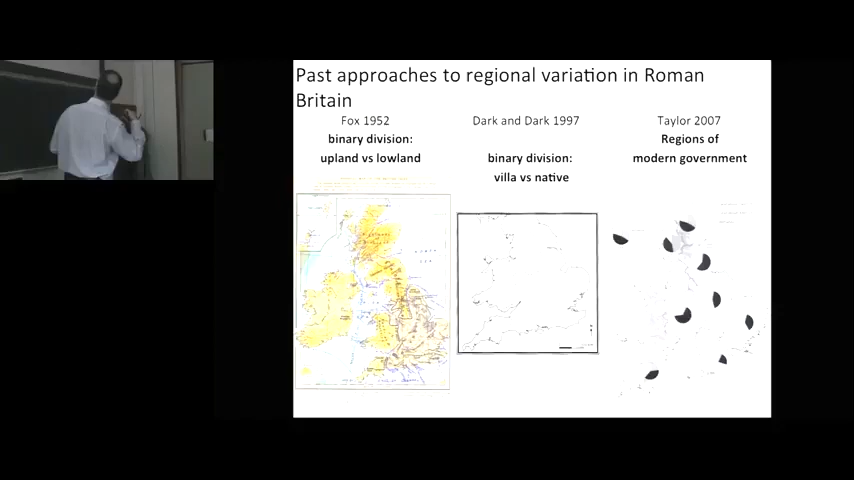 Past approaches to regional variation in Roman
Britain
Fox 1952
binary division:
upland vs lowland
Dark and Dark 1997
binary division:
villa vs native
Taylor 2007
Regions of
modern government